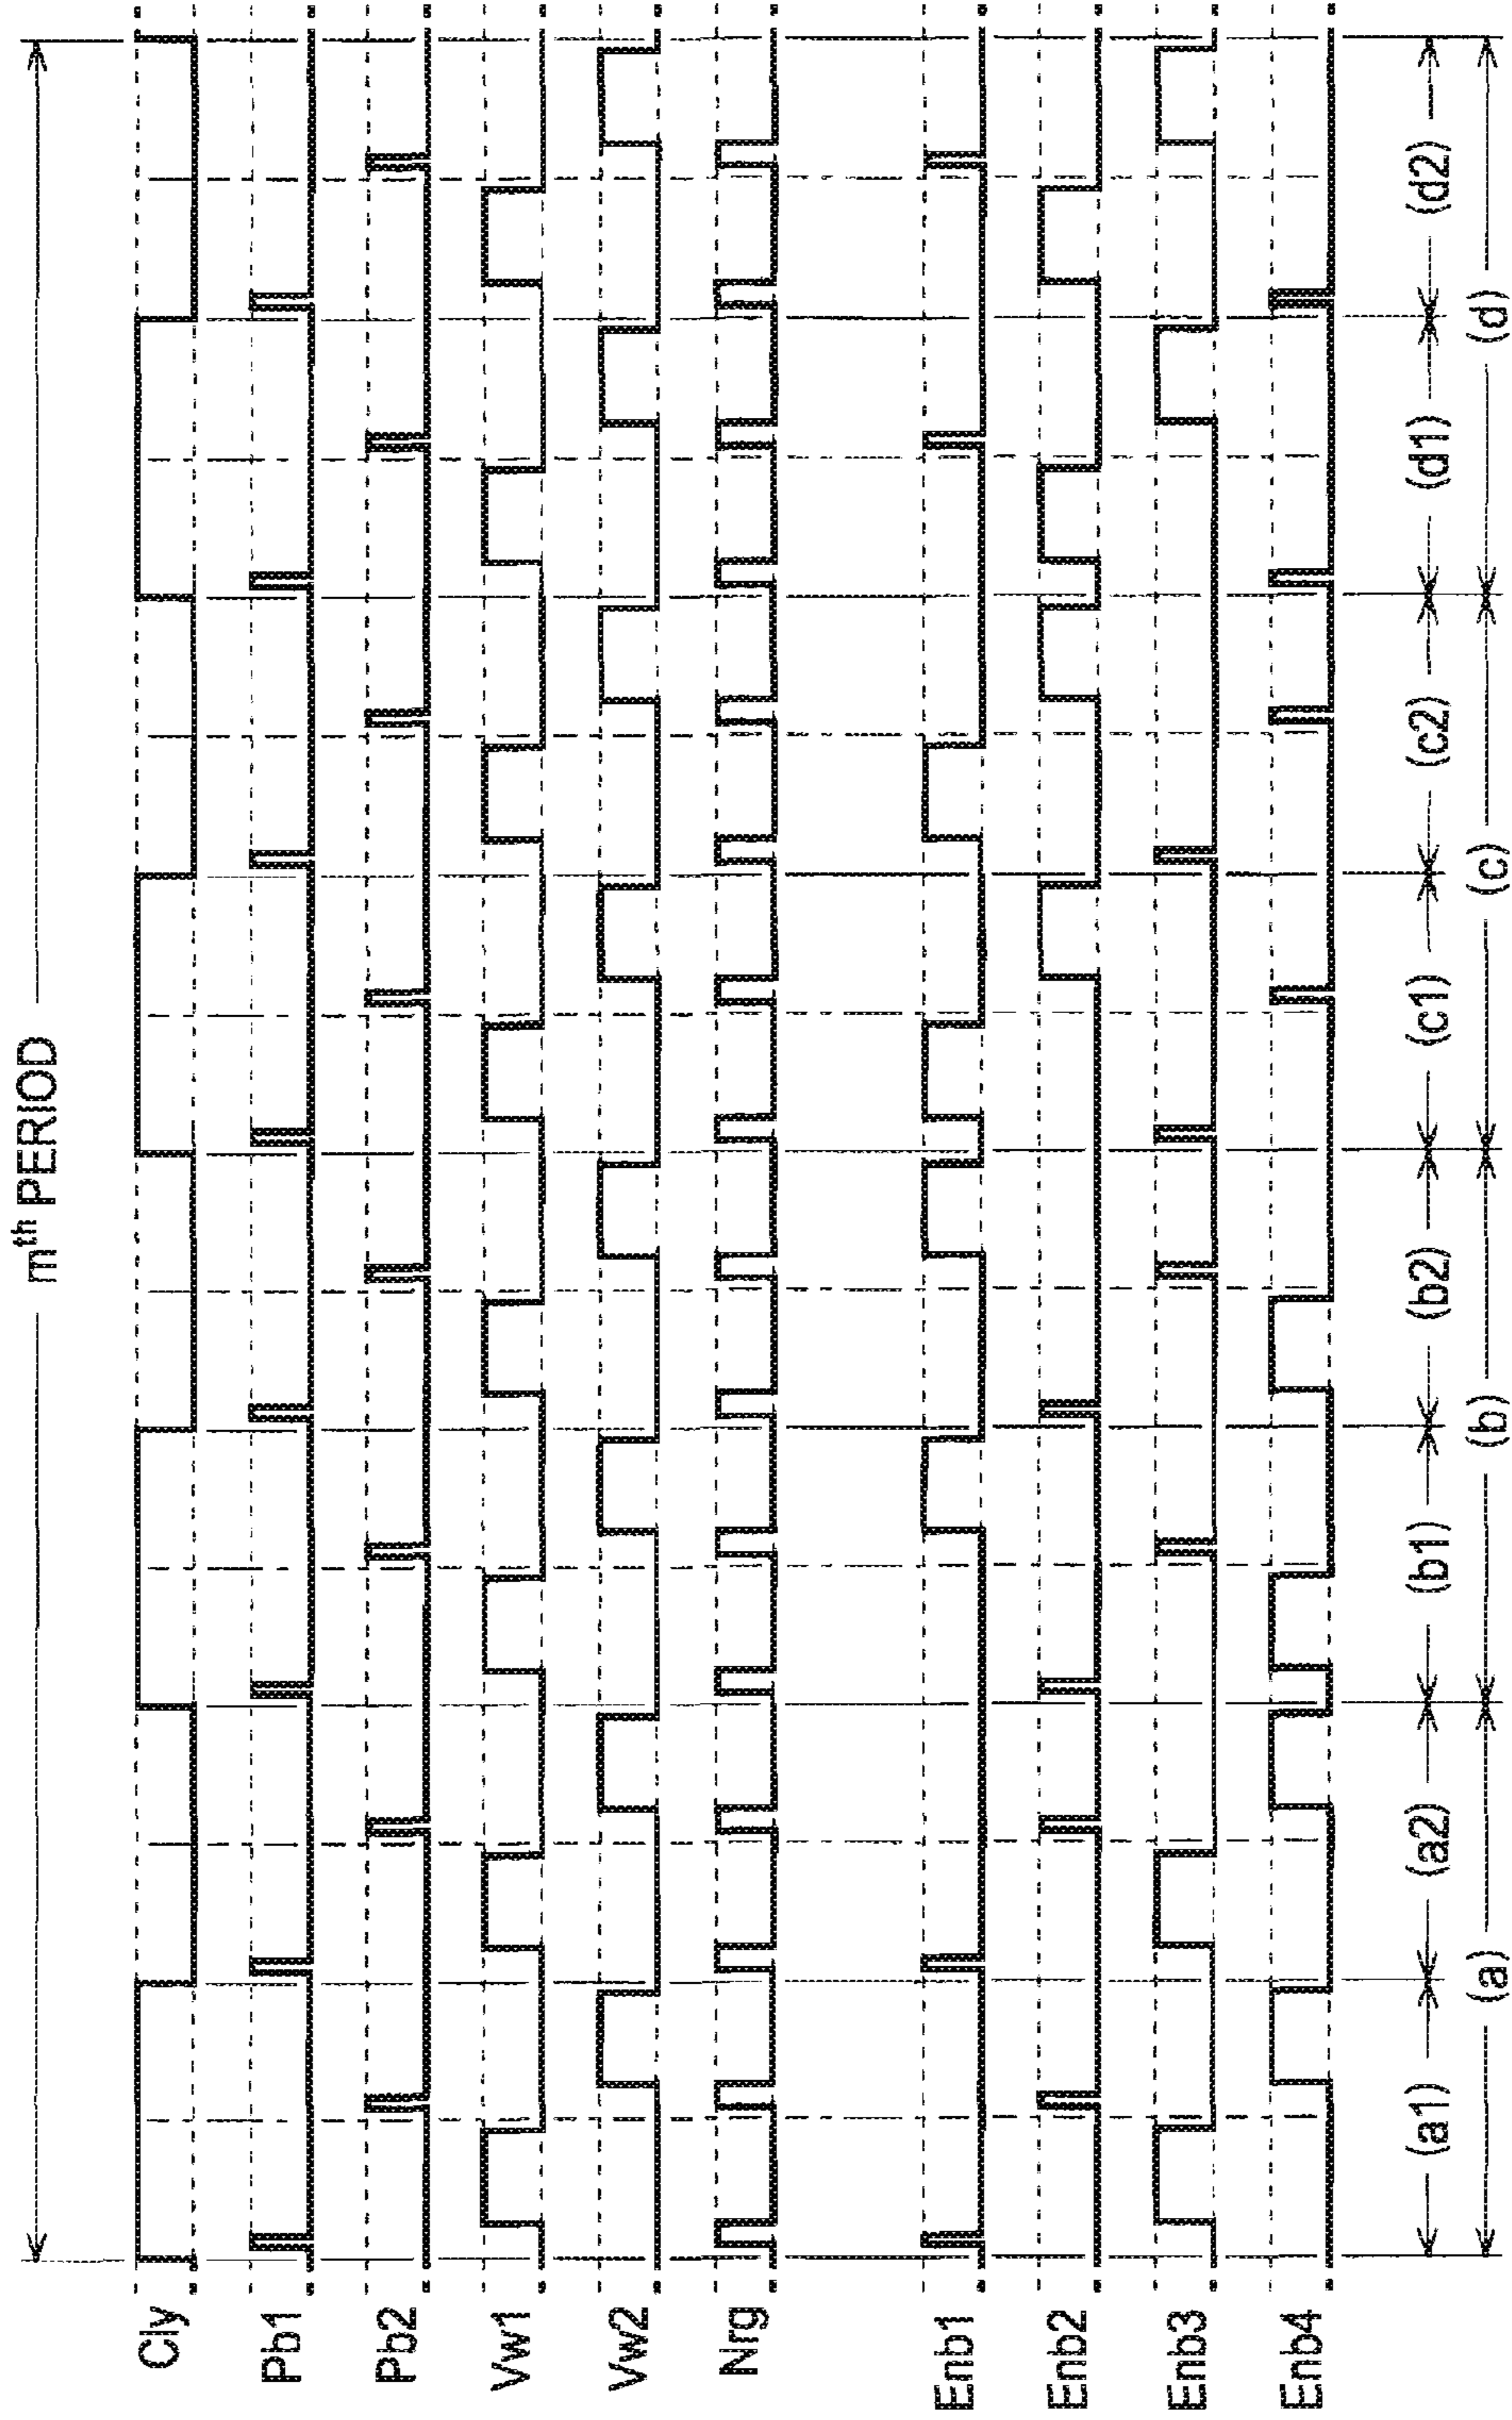 mth PERIOD
Cly
Pb1
Pb2
Vw1
Vw2
Nrg
Enb1
Enb2
Enb3
Enb4
(a1) (a2) (b1) (b2) (c1) (c2) (d1) (d2)
(a) (b) (c) (d)